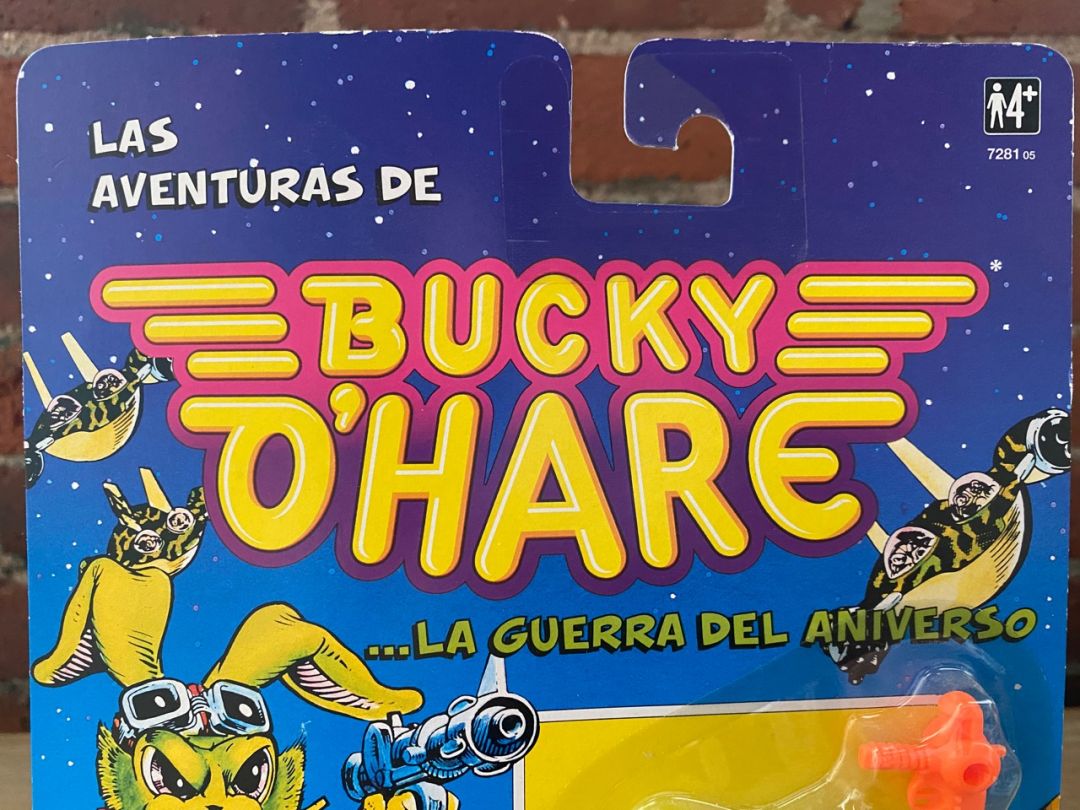 LAS
AVENTURAS DE
4+
7281 05
BUCKY *
O'HARE
...LA GUERRA DEL ANIVERSO